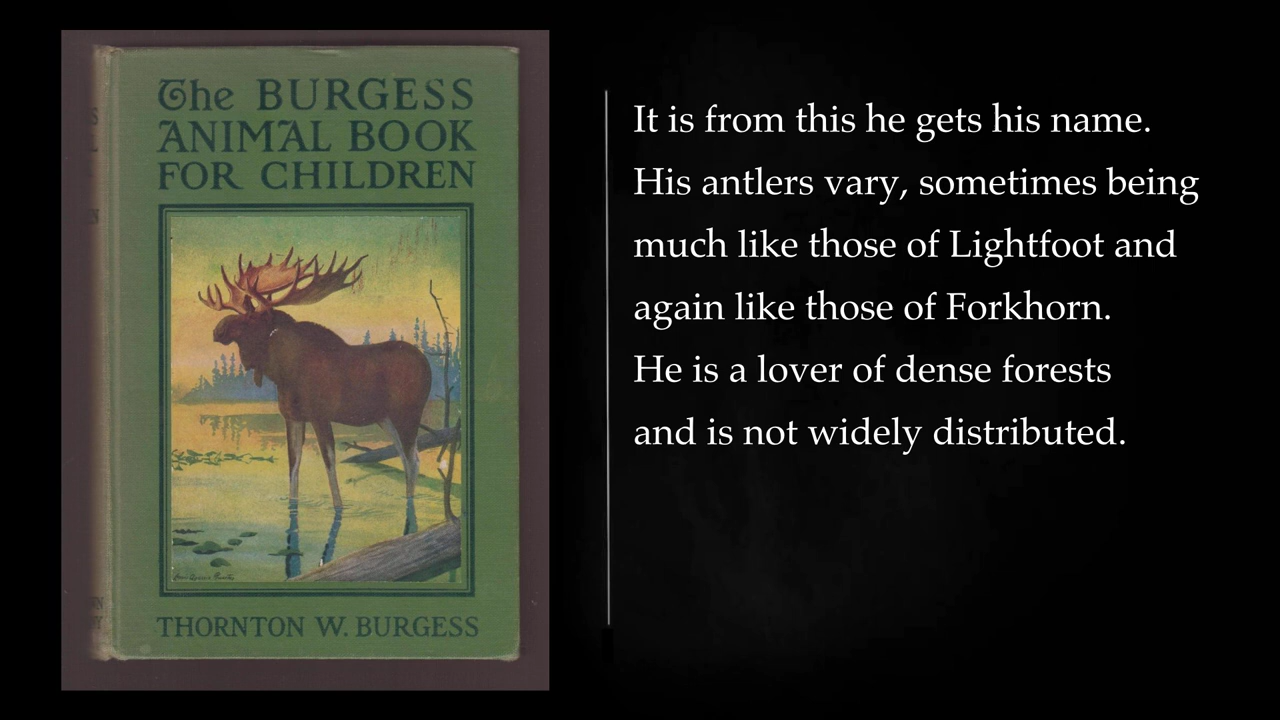 The BURGESS
ANIMAL BOOK
FOR CHILDREN
THORNTON W. BURGESS
It is from this he gets his name.
His antlers vary, sometimes being
much like those of Lightfoot and
again like those of Forkhorn.
He is a lover of dense forests
and is not widely distributed.